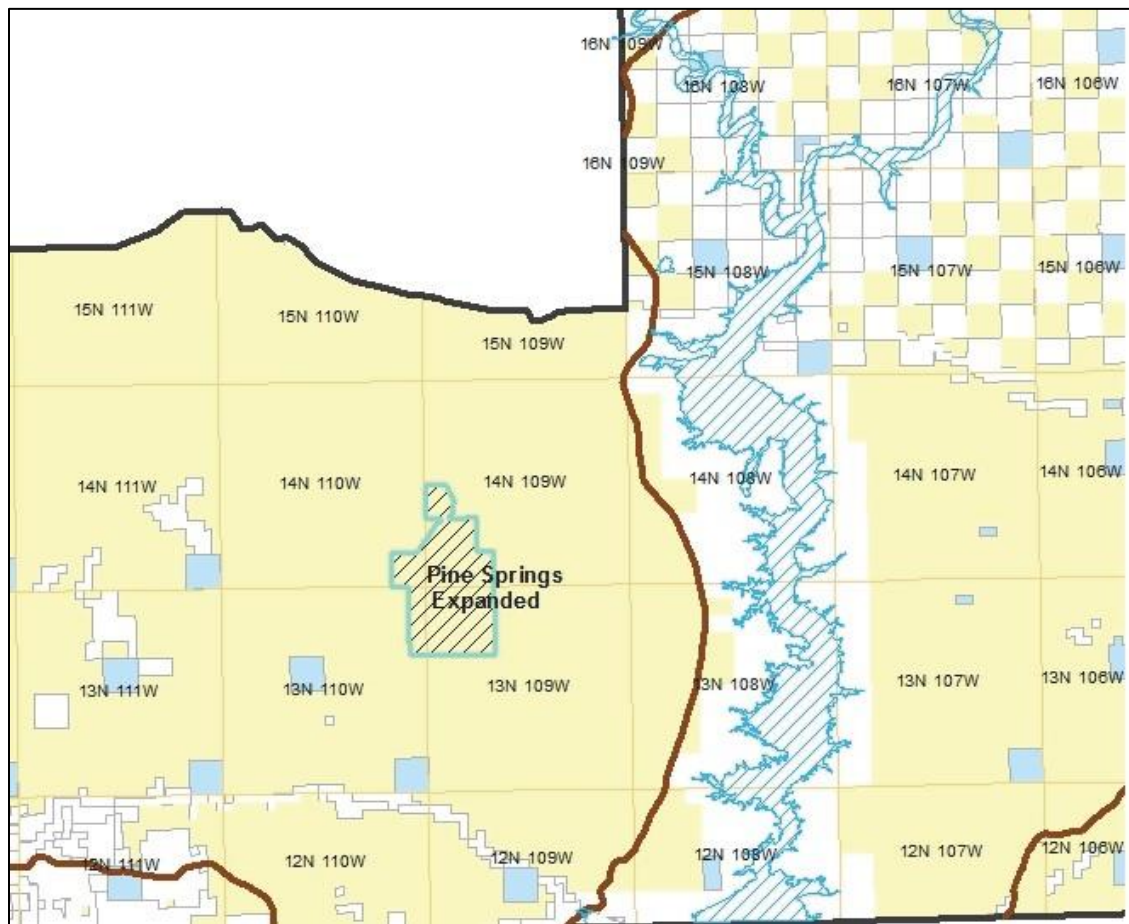 16N 109W
16N 108W
16N 107W
16N 106W
16N 109W
15N 108W
15N 107W
15N 106W
15N 111W
15N 110W
15N 109W
14N 111W
14N 110W
14N 109W
14N 108W
14N 107W
14N 106W
Pine Springs
Expanded
13N 111W
13N 110W
13N 109W
13N 108W
13N 107W
13N 106W
12N 111W
12N 110W
12N 109W
12N 108W
12N 107W
12N 106W